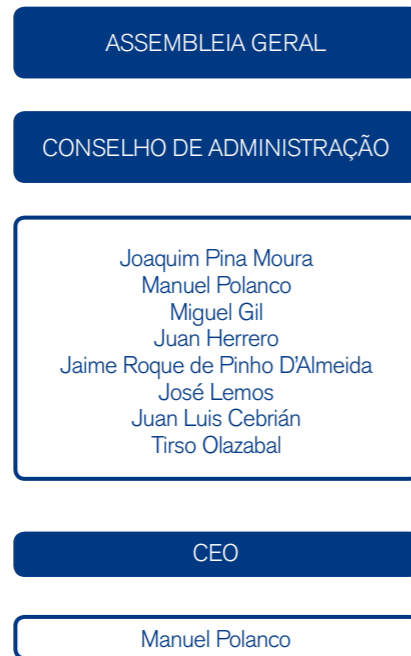 ASSEMBLEIA GERAL
CONSELHO DE ADMINISTRAÇÃO
Joaquim Pina Moura
Manuel Polanco
Miguel Gil
Juan Herrero
Jaime Roque de Pinho D'Almeida
José Lemos
Juan Luis Cebrián
Tirso Olazabal
CEO
Manuel Polanco